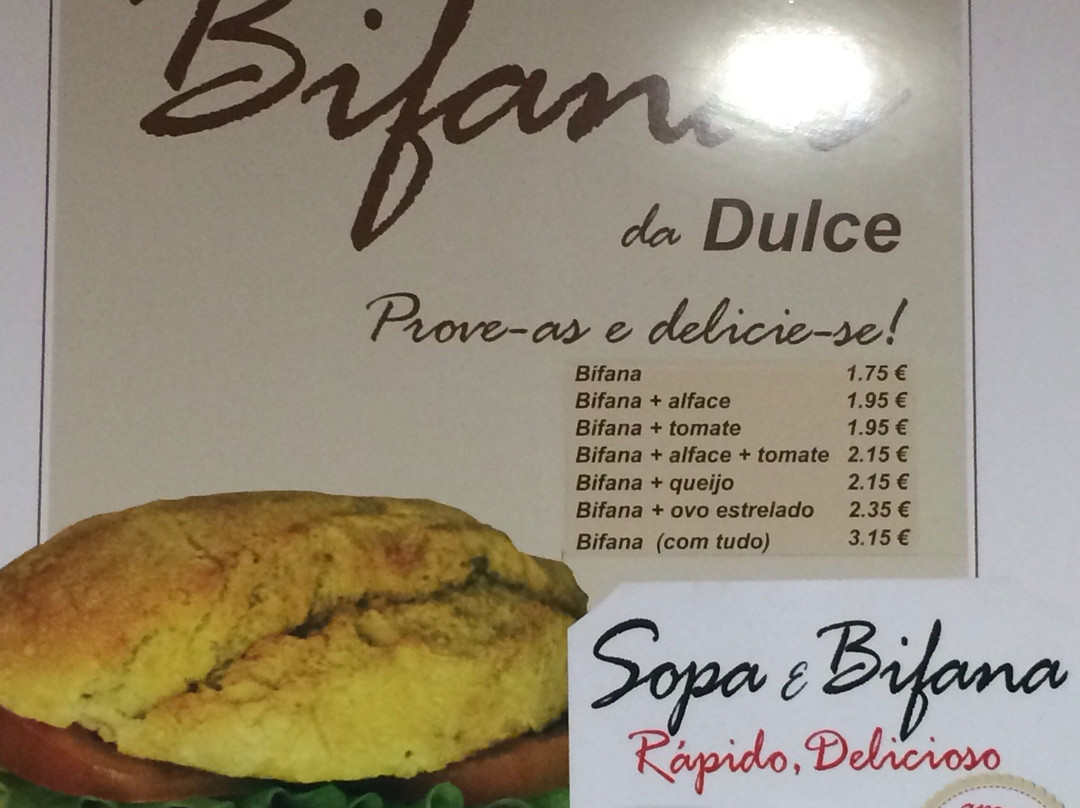 da Dulce
Prove-as e delicie-se!
Bifana 1.75 €
Bifana + alface 1.95 €
Bifana + tomate 1.95 €
Bifana + alface + tomate 2.15 €
Bifana + queijo 2.15 €
Bifana + ovo estrelado 2.35 €
Bifana (com tudo) 3.15 €
Sopa & Bifana
Rápido, Delicioso